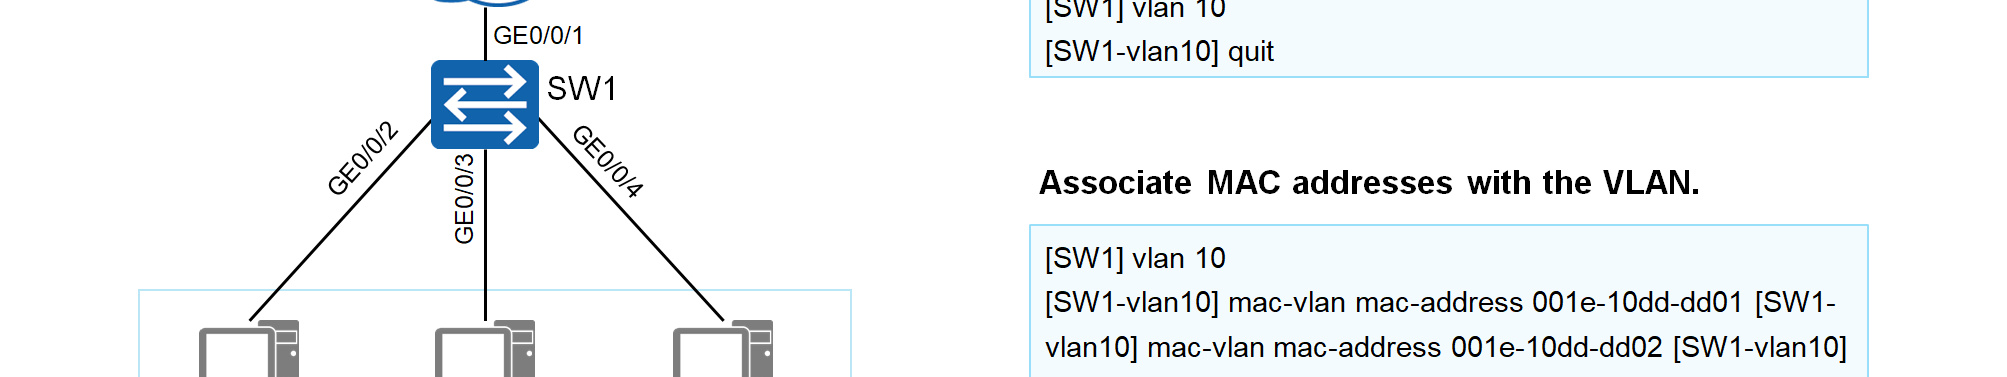 GE0/0/1
SW1
GE0/0/2
GE0/0/3
GE0/0/4
[SW1] vlan 10
[SW1-vlan10] quit
Associate MAC addresses with the VLAN.
[SW1] vlan 10
[SW1-vlan10] mac-vlan mac-address 001e-10dd-dd01 [SW1-
vlan10] mac-vlan mac-address 001e-10dd-dd02 [SW1-vlan10]